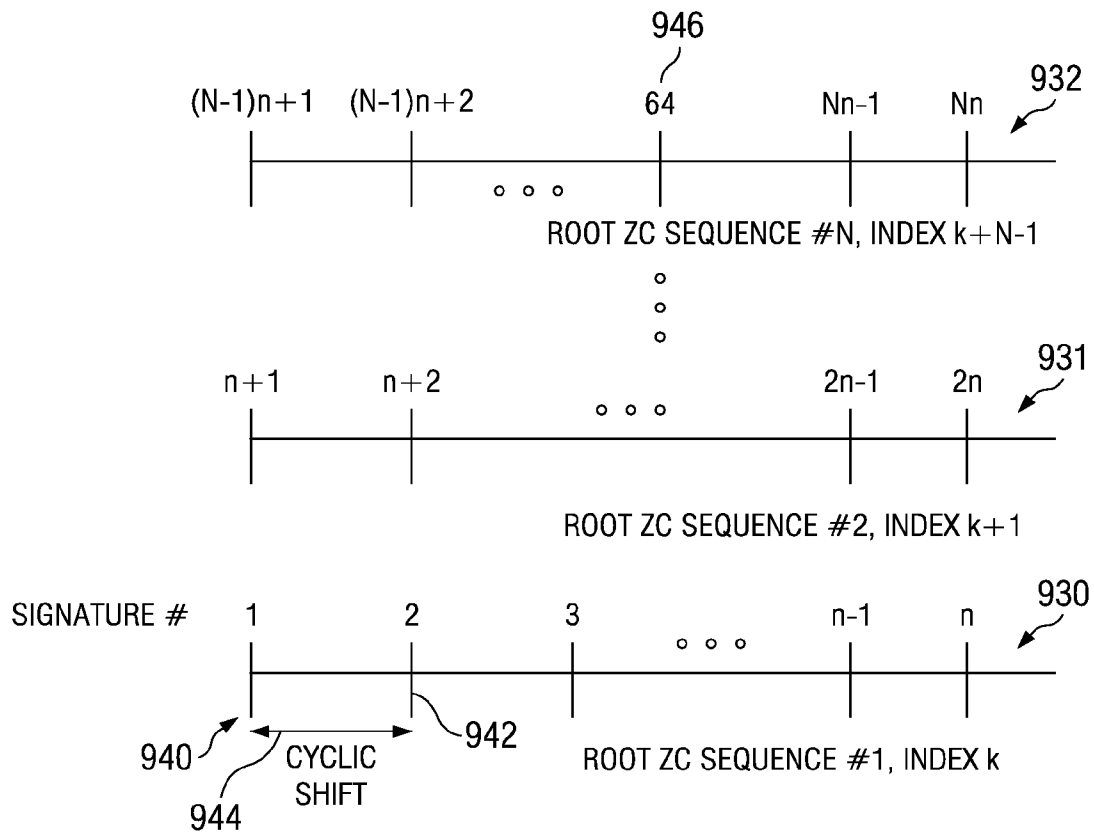 946
932
(N-1)n+1 (N-1)n+2 64 Nn-1 Nn
ROOT ZC SEQUENCE #N, INDEX k+N-1
931
n+1 n+2 2n-1 2n
ROOT ZC SEQUENCE #2, INDEX k+1
930
SIGNATURE # 1 2 3 n-1 n
940 944 942
CYCLIC
SHIFT
ROOT ZC SEQUENCE #1, INDEX k